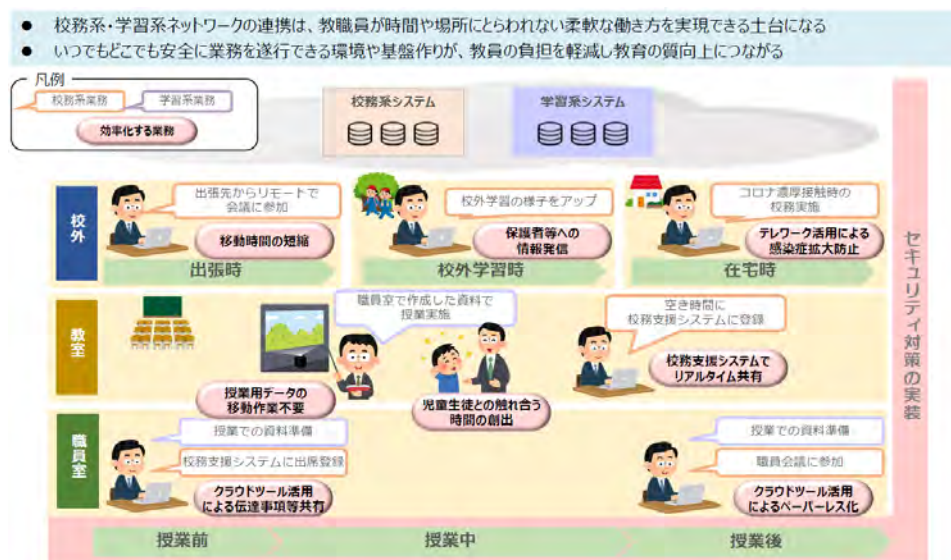 ● 校務系・学習系ネットワークの連携は、教職員が時間や場所にとらわれない柔軟な働き方を実現できる土台になる
● いつでもどこでも安全に業務を遂行できる環境や基盤作りが、教員の負担を軽減し教育の質向上につながる
凡例
校務系業務
学習系業務
効率化する業務
校務系システム
学習系システム
校外
出張先からリモートで
会議に参加
移動時間の短縮
出張時
校外学習の様子をアップ
保護者等への
情報発信
校外学習時
コロナ濃厚接触時の
校務実施
テレワーク活用による
感染症拡大防止
在宅時
教室
職員室で作成した資料で
授業実施
授業用データの
移動作業不要
児童生徒との触れ合う
時間の創出
空き時間に
校務支援システムに登録
校務支援システムで
リアルタイム共有
職員室
授業での資料準備
校務支援システムに出席登録
クラウドツール活用
による伝達事項等共有
授業での資料準備
職員会議に参加
クラウドツール活用
によるペーパーレス化
授業前
授業中
授業後
セキュリティ対策の実装